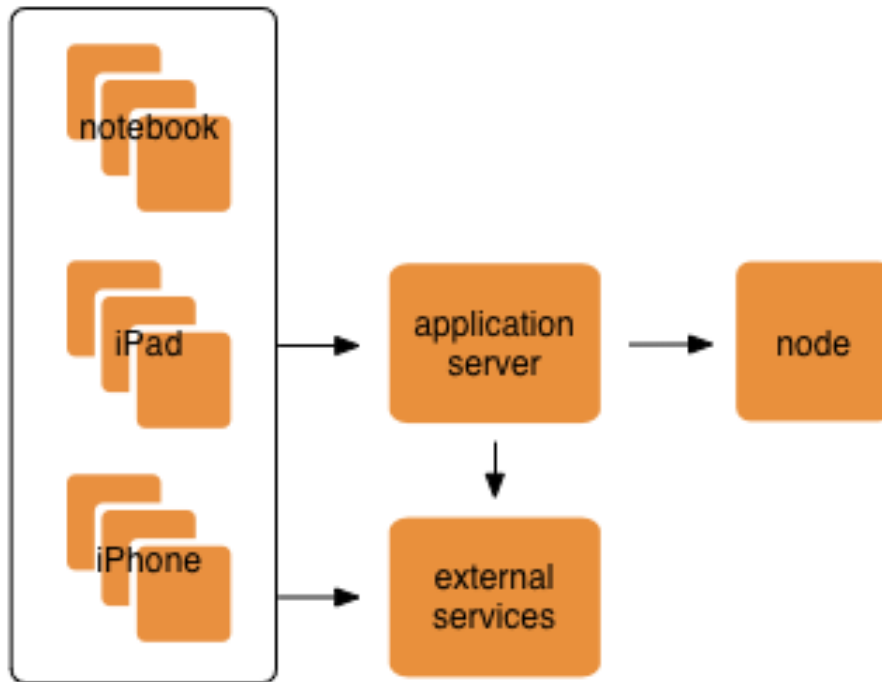 notebook
iPad
application
server
node
iPhone
external
services